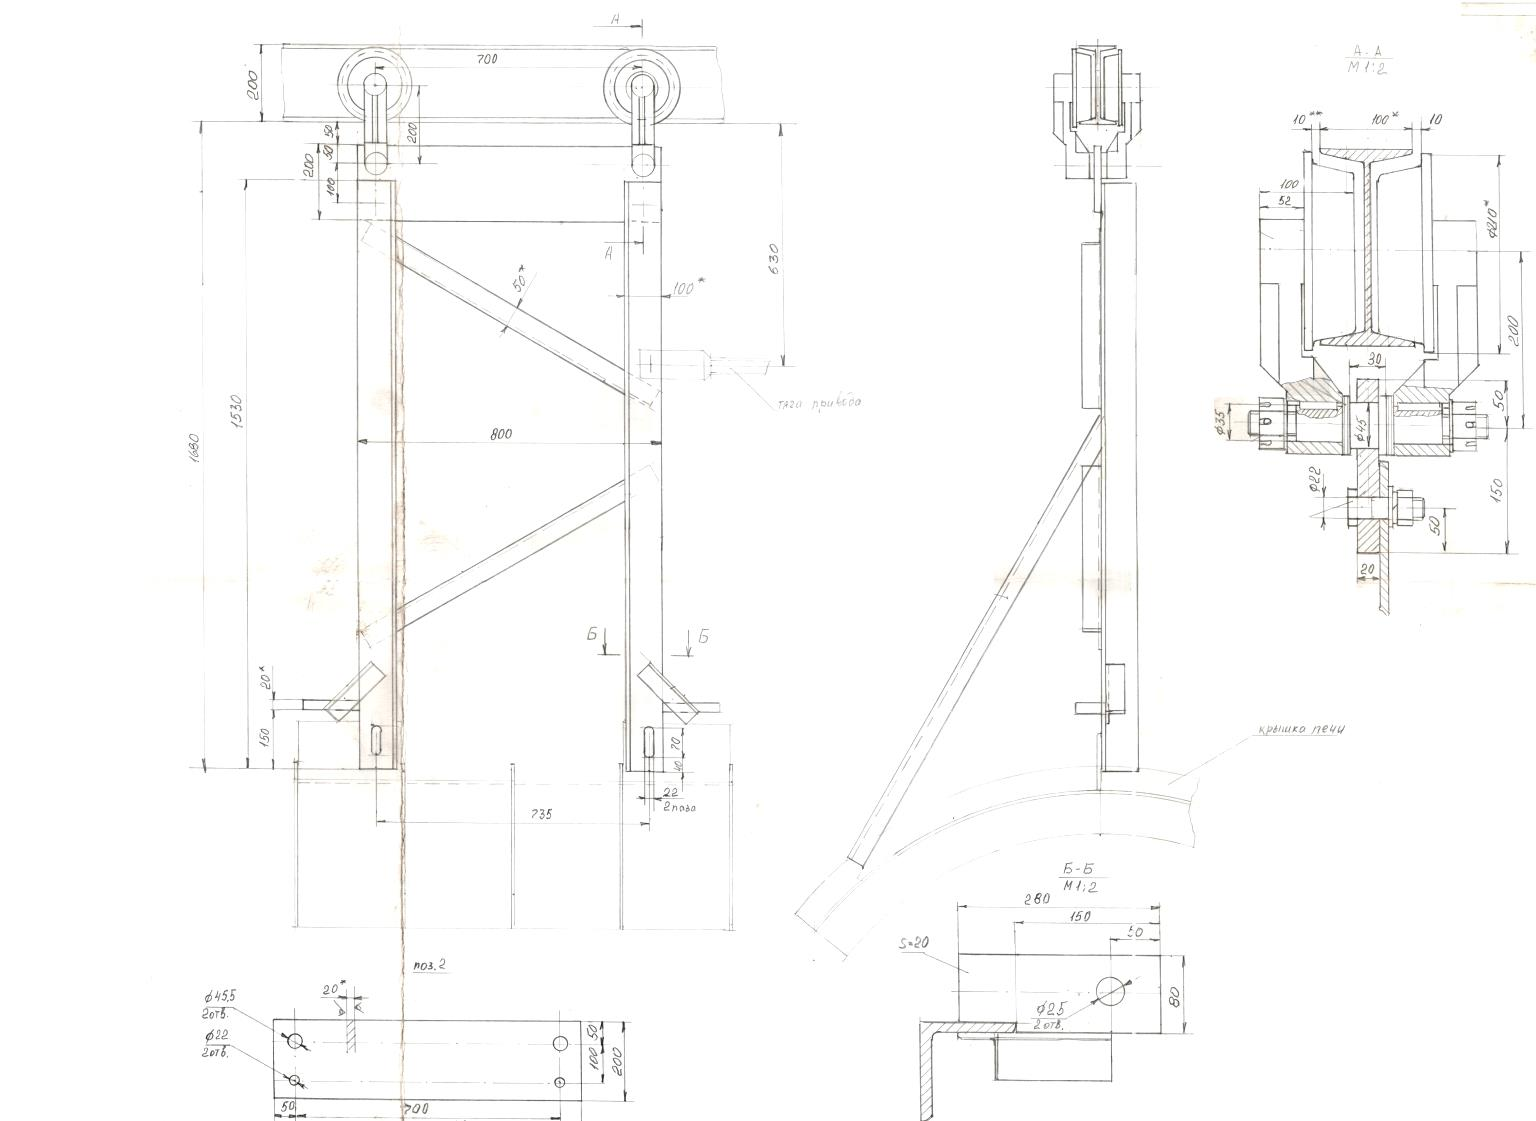 А
700
200
50
50
200
100
200
А
50*
100*
630
тяга привода
1680
1530
800
Б
Б
20*
150
70
40
22
2 паза
735
поз. 2
ф45,5
2отв.
ф22
2отв.
20*
50
100
200
50
700
А-А
М1:2
10**
100*
10
100
52
ф210*
200
30
50
ф35
ф45
ф22
150
50
20
крышка печи
Б-Б
М1:2
280
150
50
S=20
80
ф25
2отв.